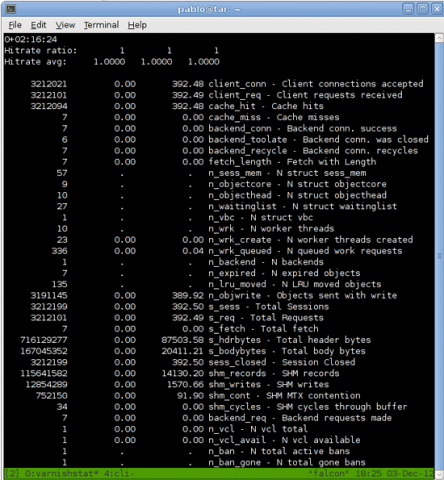 pablo@tar: ~
File Edit View Terminal Help
0+02:16:24
Hitrate ratio: 1 1 1
Hitrate avg: 1.0000 1.0000 1.0000
3212021 0.00 392.48 client_conn - Client connections accepted
3212101 0.00 392.49 client_req - Client requests received
3212094 0.00 392.48 cache_hit - Cache hits
7 0.00 0.00 cache_miss - Cache misses
7 0.00 0.00 backend_conn - Backend conn. success
6 0.00 0.00 backend_toolate - Backend conn. was closed
7 0.00 0.00 backend_recycle - Backend conn. recycles
7 0.00 0.00 fetch_length - Fetch with Length
57 . . n_sess_mem - N struct sess_mem
9 . . n_objectcore - N struct objectcore
10 . . n_objecthead - N struct objecthead
27 . . n_waitinglist - N struct waitinglist
1 . . n_vbc - N struct vbc
10 . . n_wrk - N worker threads
23 0.00 0.00 n_wrk_create - N worker threads created
336 0.00 0.04 n_wrk_queued - N queued work requests
1 . . n_backend - N backends
7 . . n_expired - N expired objects
135 . . n_lru_moved - N LRU moved objects
3191145 0.00 389.92 n_objwrite - Objects sent with write
3212199 0.00 392.50 s_sess - Total Sessions
3212101 0.00 392.49 s_req - Total Requests
7 0.00 0.00 s_fetch - Total fetch
716129277 0.00 87503.58 s_hdrbytes - Total header bytes
167045352 0.00 20411.21 s_bodybytes - Total body bytes
3212199 0.00 392.50 sess_closed - Session Closed
115641582 0.00 14130.20 shm_records - SHM records
12854289 0.00 1570.66 shm_writes - SHM writes
752150 0.00 91.90 shm_cont - SHM MTX contention
34 0.00 0.00 shm_cycles - SHM cycles through buffer
7 0.00 0.00 backend_req - Backend requests made
1 0.00 0.00 n_vcl - N vcl total
1 0.00 0.00 n_vcl_avail - N vcl available
1 . . n_ban - N total active bans
1 . . n_ban_gone - N total gone bans
[2] 0:varnishstat* 4:cli- "falcon" 18:25 03-Dec-12